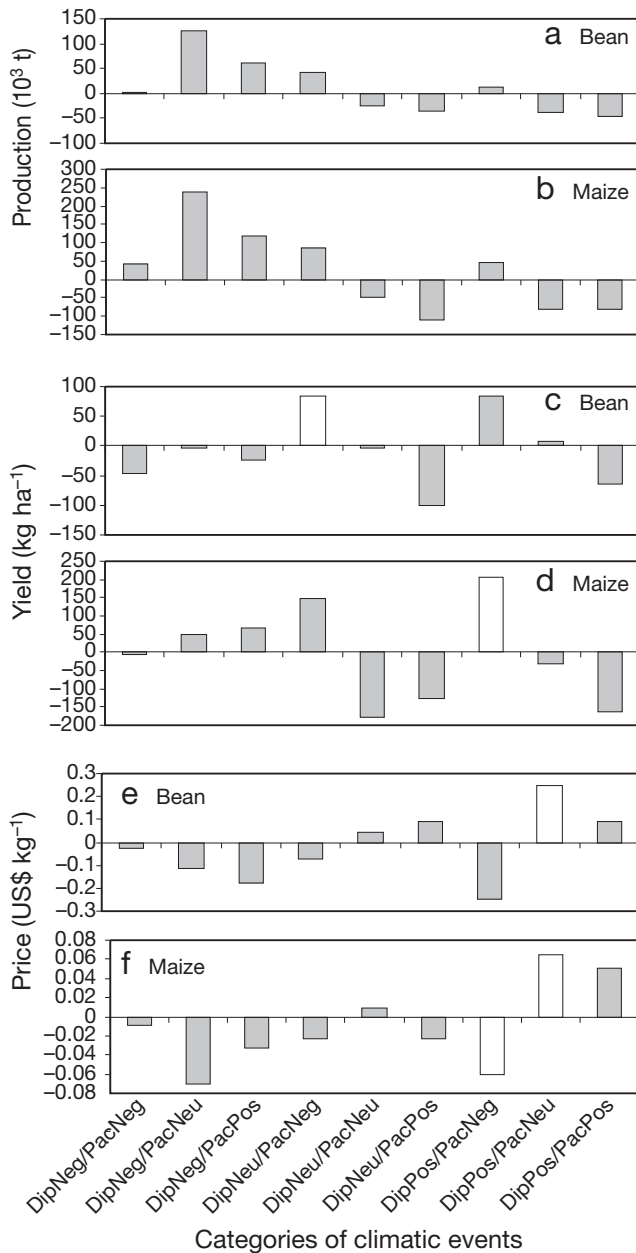 Production (10³ t)
a Bean
150
100
50
0
−50
−100
b Maize
300
250
200
150
100
50
0
−50
−100
−150
Yield (kg ha⁻¹)
c Bean
100
50
0
−50
−100
−150
d Maize
250
200
150
100
50
0
−50
−100
−150
−200
Price (US$ kg⁻¹)
e Bean
0.3
0.2
0.1
0
−0.1
−0.2
−0.3
f Maize
0.08
0.06
0.04
0.02
0
−0.02
−0.04
−0.06
−0.08
DipNeg/PacNeg
DipNeg/PacNeu
DipNeg/PacPos
DipNeu/PacNeg
DipNeu/PacNeu
DipNeu/PacPos
DipPos/PacNeg
DipPos/PacNeu
DipPos/PacPos
Categories of climatic events